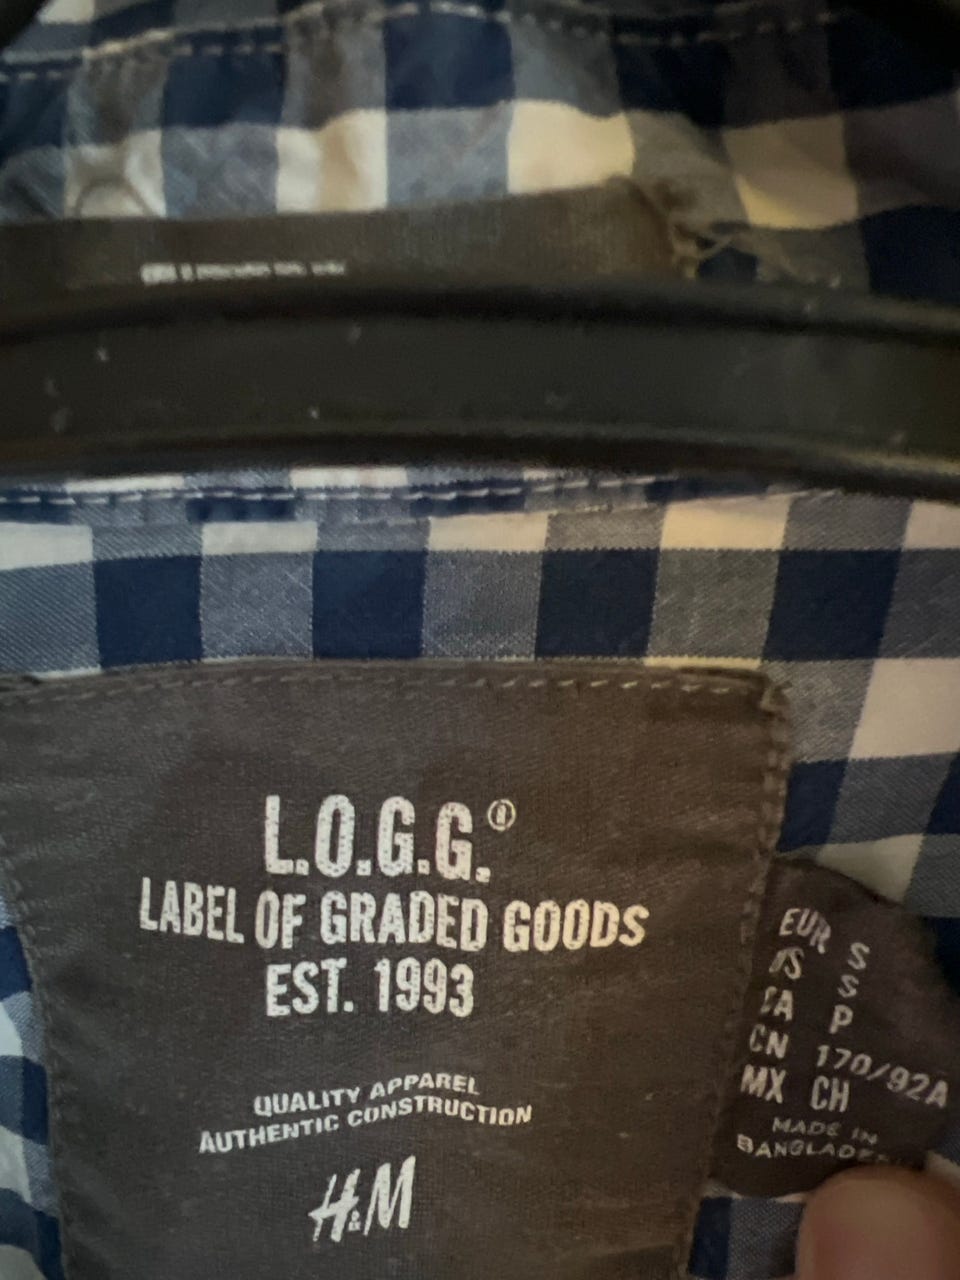 L.O.G.G.®
LABEL OF GRADED GOODS
EST. 1993
QUALITY APPAREL
AUTHENTIC CONSTRUCTION
H&M
EUR S
US S
CA P
CN 170/92A
MX CH
MADE IN